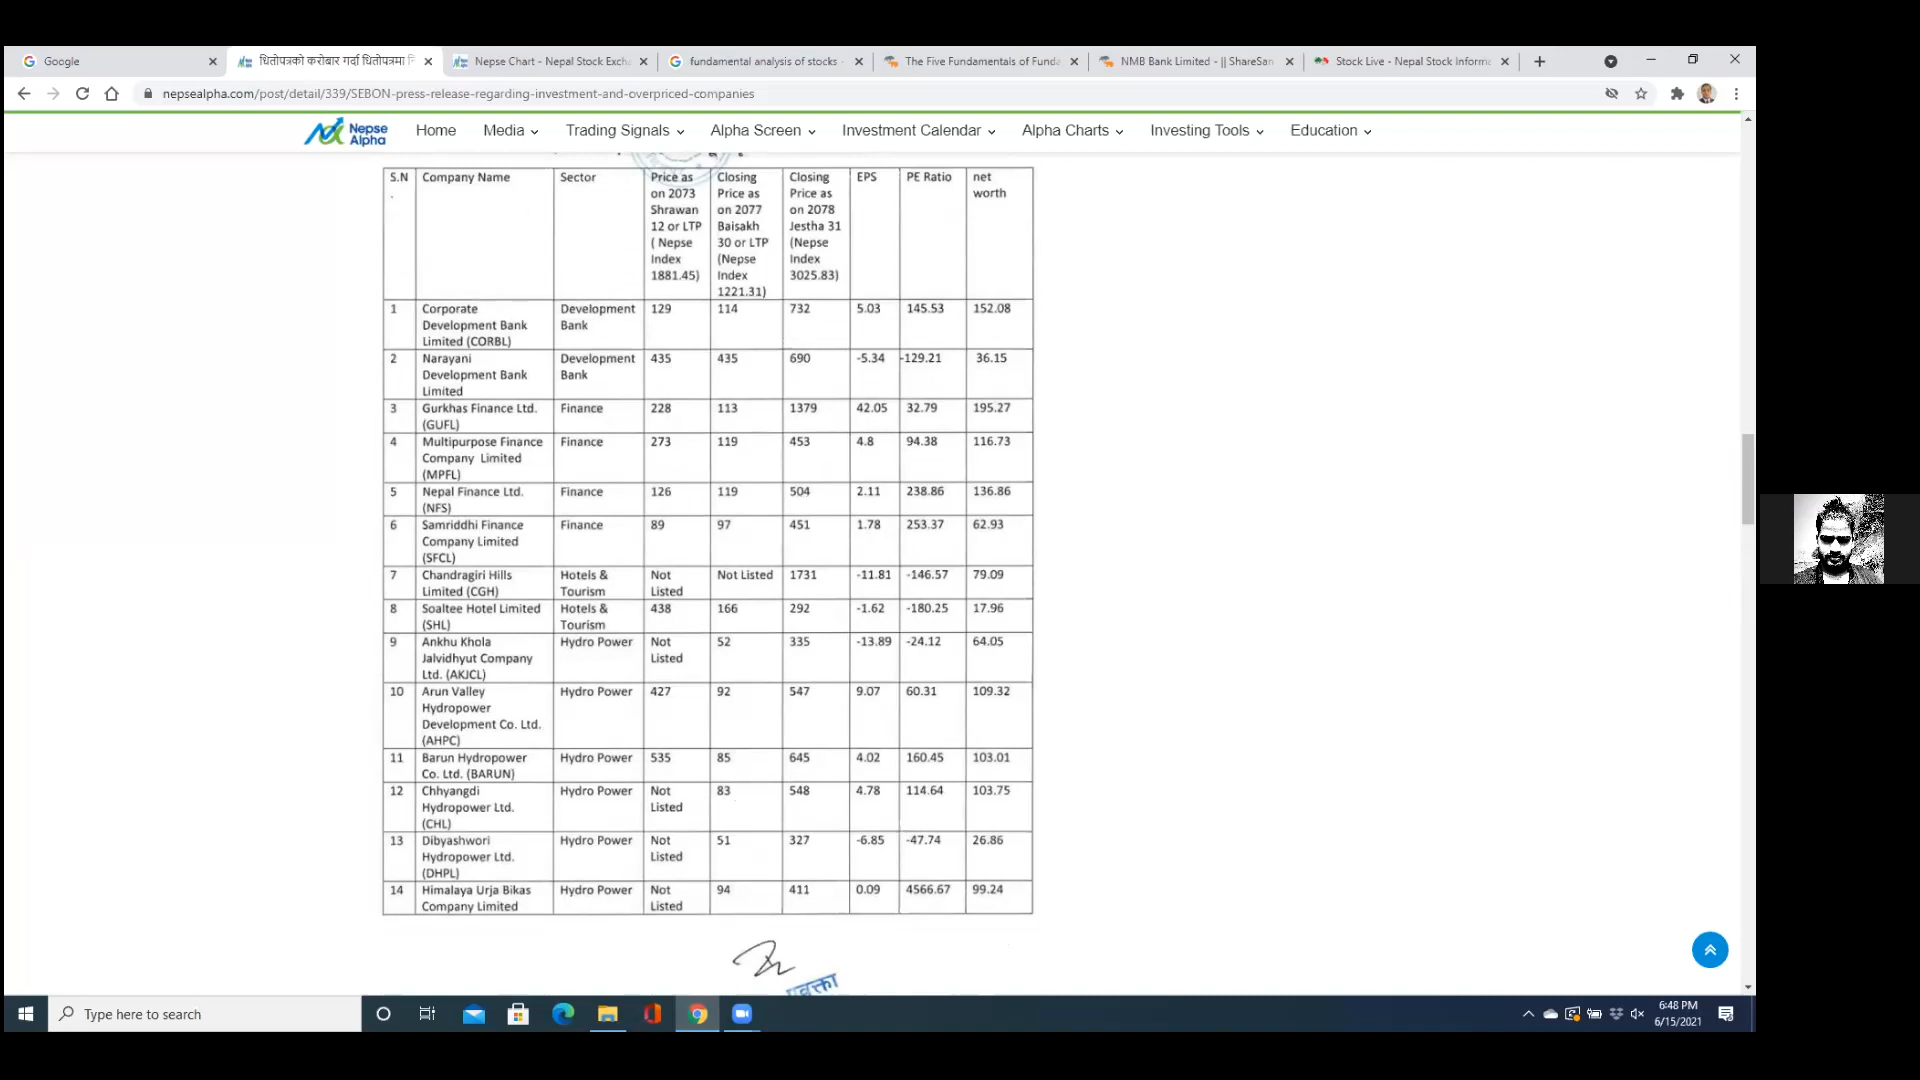 Google
धितोपत्रको करोबार गर्दा धितोपत्रमा
Nepse Chart - Nepal Stock Exch
fundamental analysis of stocks -
The Five Fundamentals of Funda
NMB Bank Limited - || ShareSan
Stock Live - Nepal Stock Inform
nepsealpha.com/post/detail/339/SEBON-press-release-regarding-investment-and-overpriced-companies
Nepse Alpha
Home
Media
Trading Signals
Alpha Screen
Investment Calendar
Alpha Charts
Investing Tools
Education
S.N. Company Name Sector Price as on 2073 Shrawan 12 or LTP ( Nepse Index 1881.45) Closing Price as on 2077 Baisakh 30 or LTP (Nepse Index 1221.31) Closing Price as on 2078 Jestha 31 (Nepse Index 3025.83) EPS PE Ratio net worth
1 Corporate Development Bank Limited (CORBL) Development Bank 129 114 732 5.03 145.53 152.08
2 Narayani Development Bank Limited Development Bank 435 435 690 -5.34 -129.21 36.15
3 Gurkhas Finance Ltd. (GUFL) Finance 228 113 1379 42.05 32.79 195.27
4 Multipurpose Finance Company Limited (MPFL) Finance 273 119 453 4.8 94.38 116.73
5 Nepal Finance Ltd. (NFS) Finance 126 119 504 2.11 238.86 136.86
6 Samriddhi Finance Company Limited (SFCL) Finance 89 97 451 1.78 253.37 62.93
7 Chandragiri Hills Limited (CGH) Hotels & Tourism Not Listed Not Listed 1731 -11.81 -146.57 79.09
8 Soaltee Hotel Limited (SHL) Hotels & Tourism 438 166 292 -1.62 -180.25 17.96
9 Ankhu Khola Jalvidhyut Company Ltd. (AKJCL) Hydro Power Not Listed 52 335 -13.89 -24.12 64.05
10 Arun Valley Hydropower Development Co. Ltd. (AHPC) Hydro Power 427 92 547 9.07 60.31 109.32
11 Barun Hydropower Co. Ltd. (BARUN) Hydro Power 535 85 645 4.02 160.45 103.01
12 Chhyangdi Hydropower Ltd. (CHL) Hydro Power Not Listed 83 548 4.78 114.64 103.75
13 Dibyashwori Hydropower Ltd. (DHPL) Hydro Power Not Listed 51 327 -6.85 -47.74 26.86
14 Himalaya Urja Bikas Company Limited Hydro Power Not Listed 94 411 0.09 4566.67 99.24
Type here to search
6:48 PM
6/15/2021